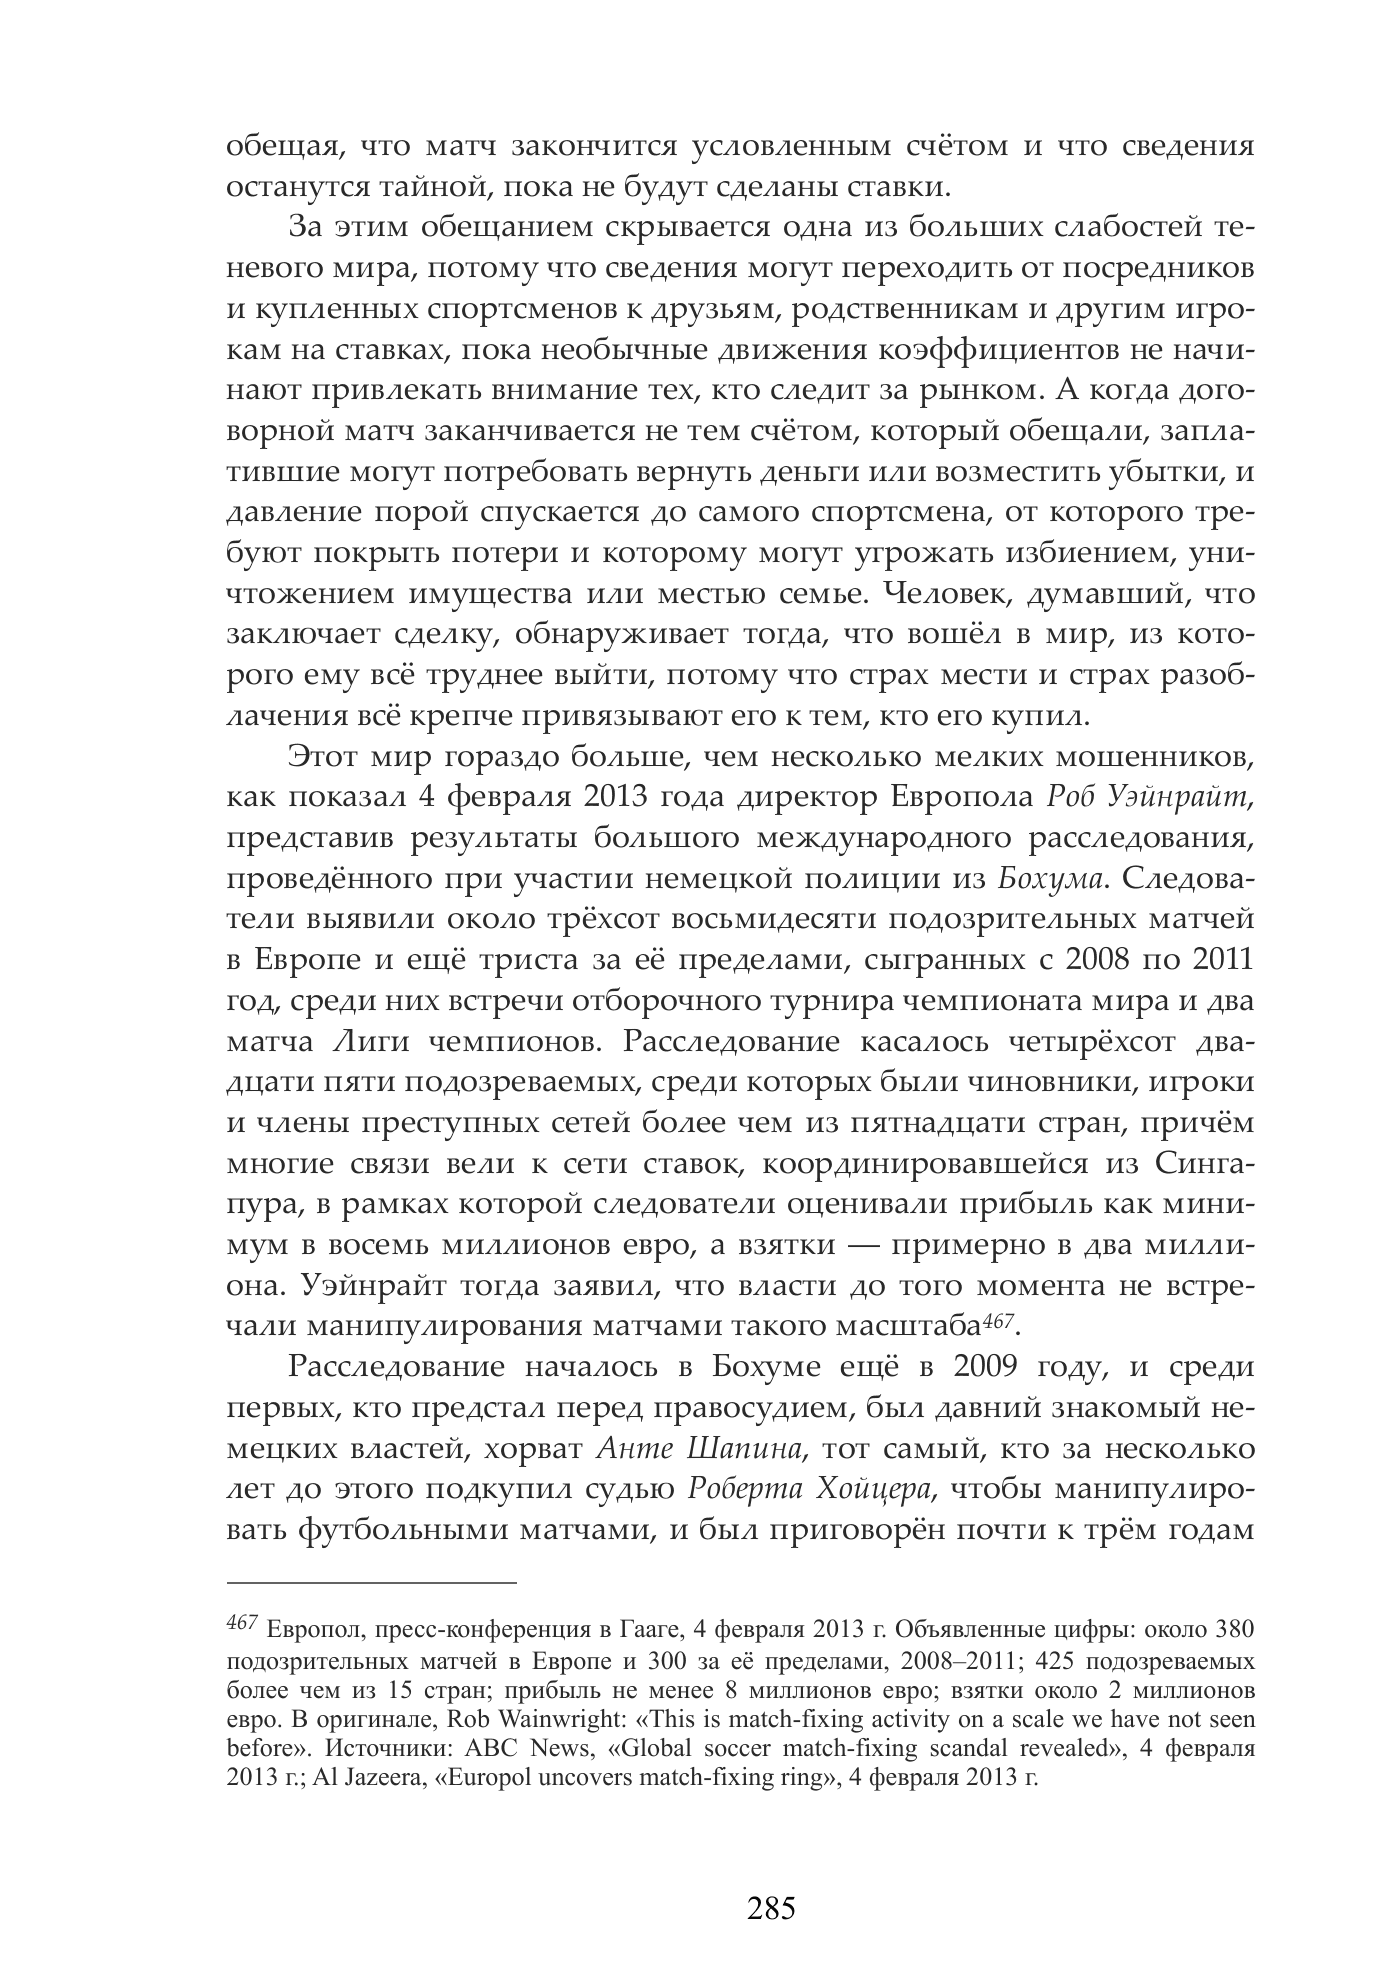 обещая, что матч закончится условленным счётом и что сведения
останутся тайной, пока не будут сделаны ставки.
За этим обещанием скрывается одна из больших слабостей те-
невого мира, потому что сведения могут переходить от посредников
и купленных спортсменов к друзьям, родственникам и другим игро-
кам на ставках, пока необычные движения коэффициентов не начи-
нают привлекать внимание тех, кто следит за рынком. А когда дого-
ворной матч заканчивается не тем счётом, который обещали, запла-
тившие могут потребовать вернуть деньги или возместить убытки, и
давление порой спускается до самого спортсмена, от которого тре-
буют покрыть потери и которому могут угрожать избиением, уни-
чтожением имущества или местью семье. Человек, думавший, что
заключает сделку, обнаруживает тогда, что вошёл в мир, из кото-
рого ему всё труднее выйти, потому что страх мести и страх разоб-
лачения всё крепче привязывают его к тем, кто его купил.
Этот мир гораздо больше, чем несколько мелких мошенников,
как показал 4 февраля 2013 года директор Европола Роб Уэйнрайт,
представив результаты большого международного расследования,
проведённого при участии немецкой полиции из Бохума. Следова-
тели выявили около трёхсот восьмидесяти подозрительных матчей
в Европе и ещё триста за её пределами, сыгранных с 2008 по 2011
год, среди них встречи отборочного турнира чемпионата мира и два
матча Лиги чемпионов. Расследование касалось четырёхсот два-
дцати пяти подозреваемых, среди которых были чиновники, игроки
и члены преступных сетей более чем из пятнадцати стран, причём
многие связи вели к сети ставок, координировавшейся из Синга-
пура, в рамках которой следователи оценивали прибыль как мини-
мум в восемь миллионов евро, а взятки — примерно в два милли-
она. Уэйнрайт тогда заявил, что власти до того момента не встре-
чали манипулирования матчами такого масштаба467.
Расследование началось в Бохуме ещё в 2009 году, и среди
первых, кто предстал перед правосудием, был давний знакомый не-
мецких властей, хорват Анте Шапина, тот самый, кто за несколько
лет до этого подкупил судью Роберта Хойцера, чтобы манипулиро-
вать футбольными матчами, и был приговорён почти к трём годам
467 Европол, пресс-конференция в Гааге, 4 февраля 2013 г. Объявленные цифры: около 380
подозрительных матчей в Европе и 300 за её пределами, 2008–2011; 425 подозреваемых
более чем из 15 стран; прибыль не менее 8 миллионов евро; взятки около 2 миллионов
евро. В оригинале, Rob Wainwright: «This is match-fixing activity on a scale we have not seen
before». Источники: ABC News, «Global soccer match-fixing scandal revealed», 4 февраля
2013 г.; Al Jazeera, «Europol uncovers match-fixing ring», 4 февраля 2013 г.
285